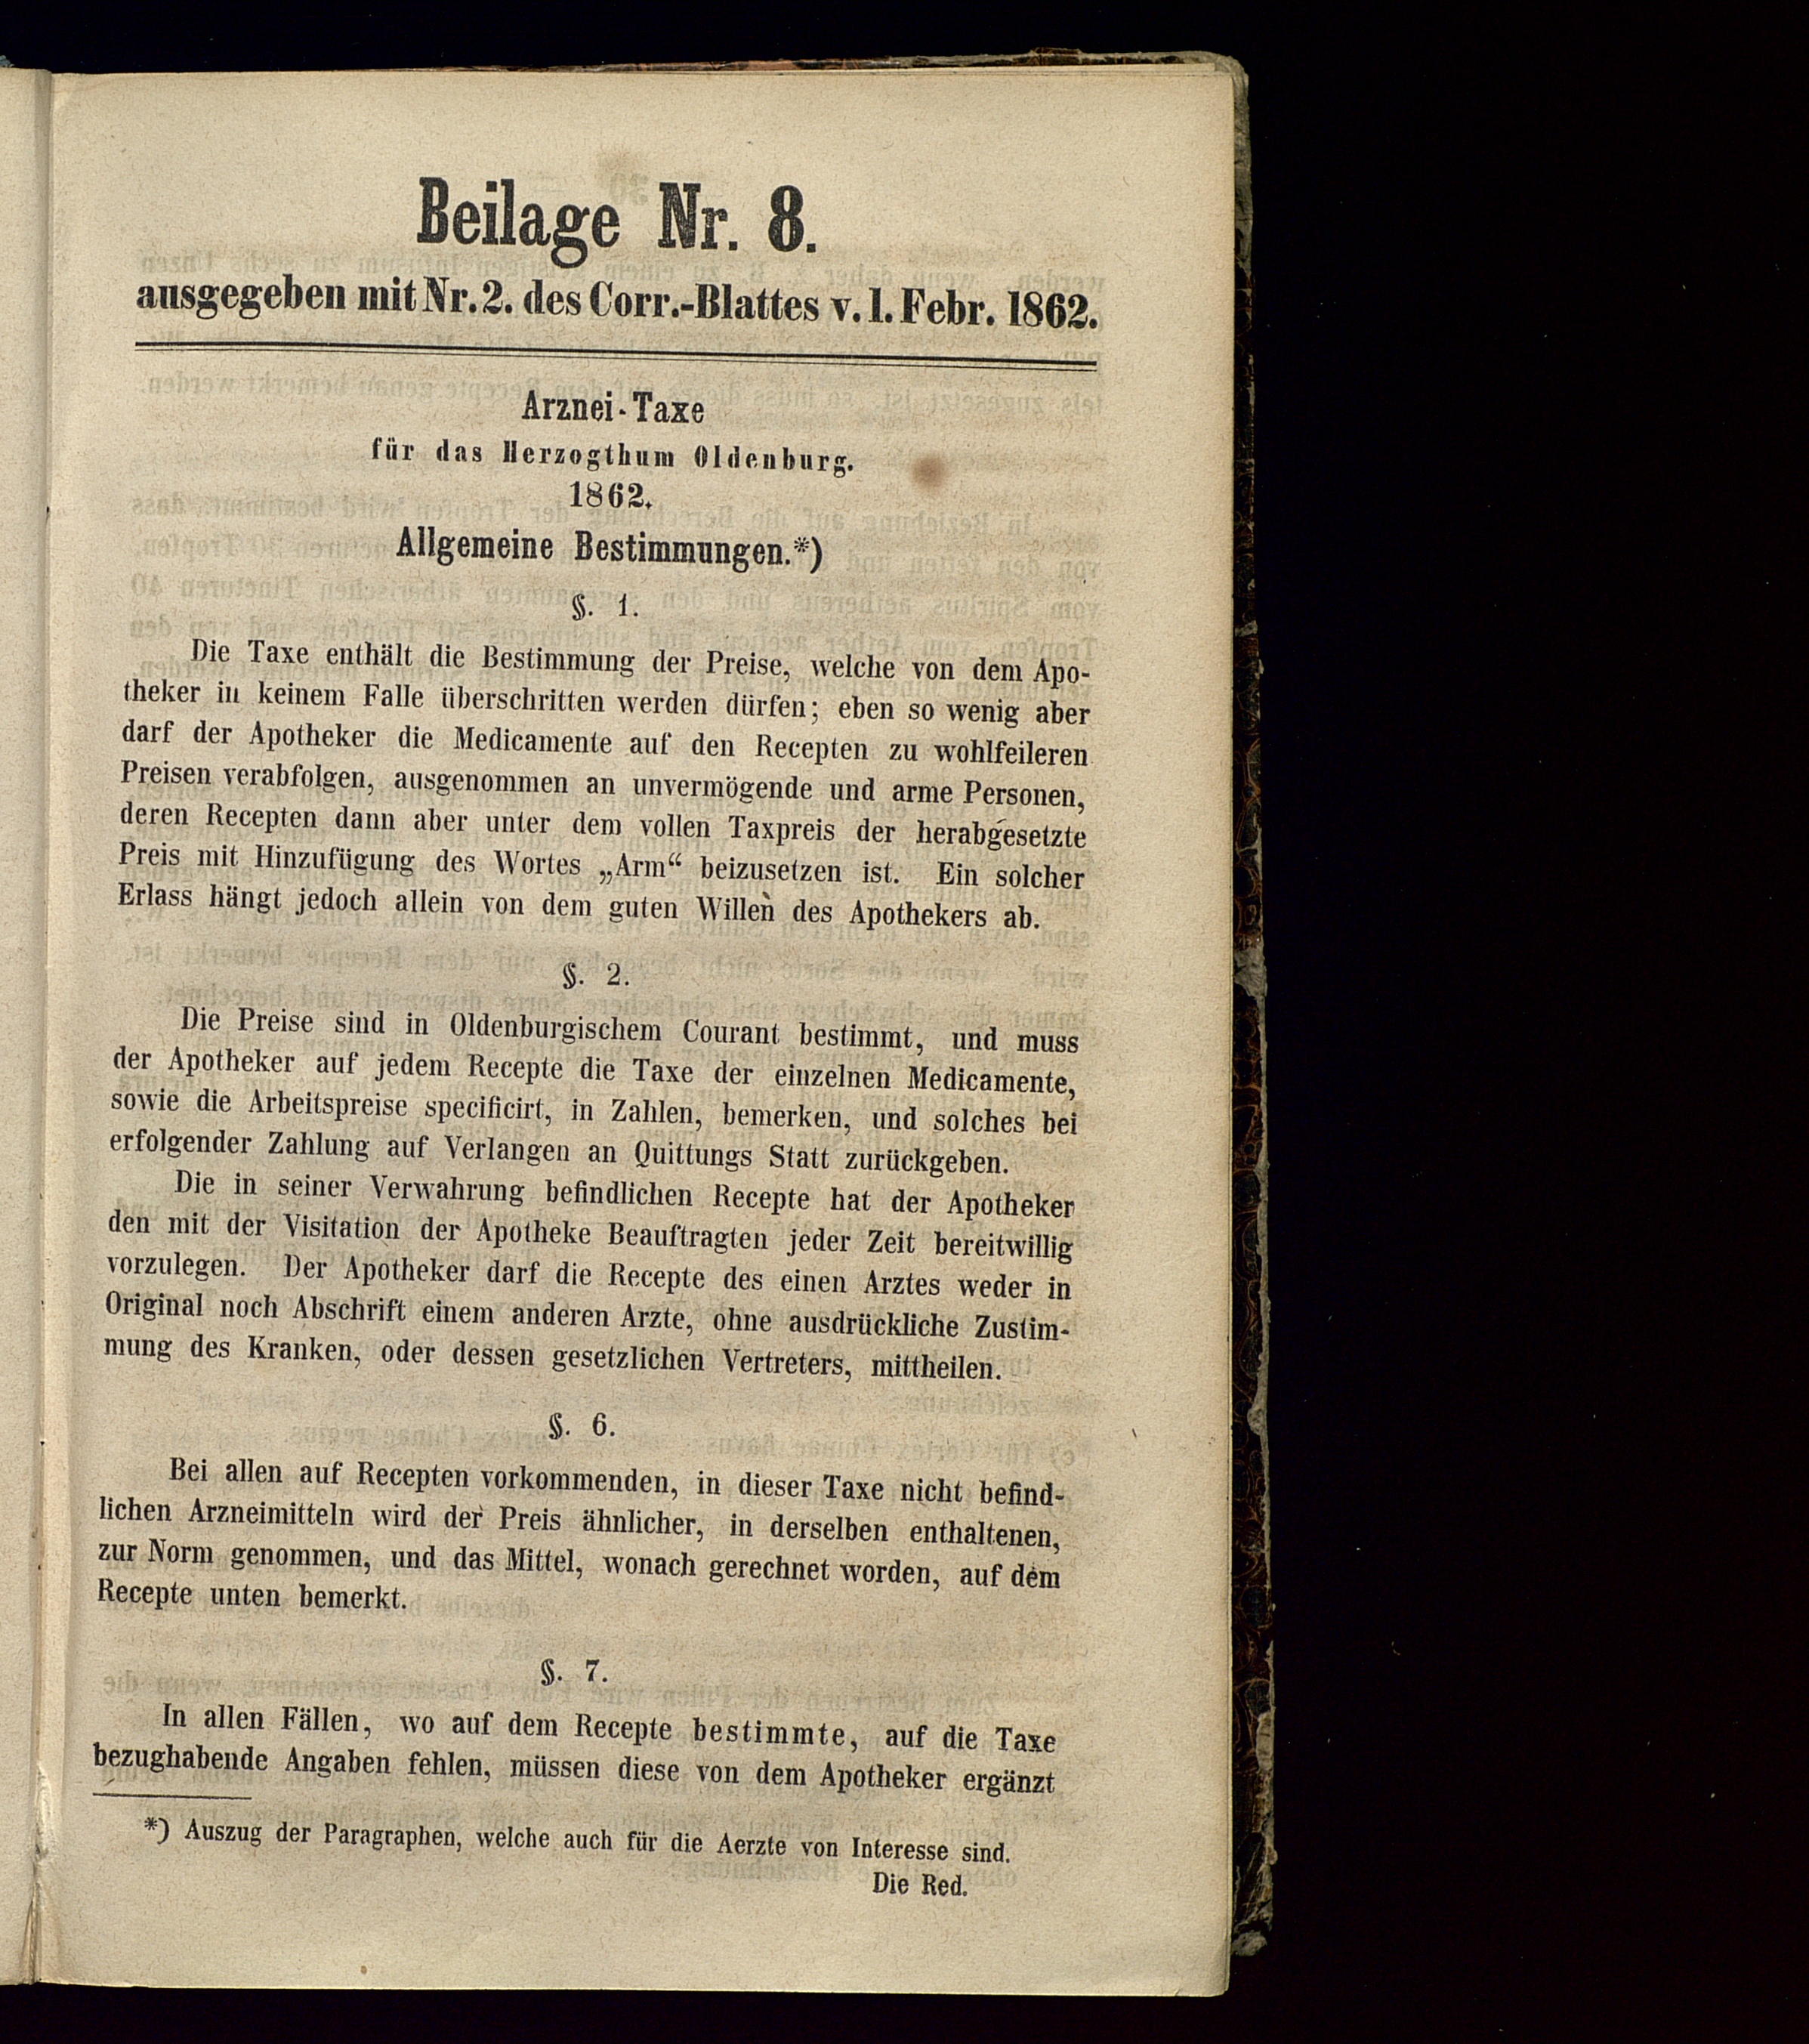 Beilage Nr. 8.
ausgegeben mit Nr. 2. des Corr.-Blattes v. 1. Febr. 1862.
Arznei-Taxe
für das Herzogthum Oldenburg.
1862.
Allgemeine Bestimmungen.*)
§. 1.
Die Taxe enthält die Bestimmung der Preise, welche von dem Apo-
theker in keinem Falle überschritten werden dürfen; eben so wenig aber
darf der Apotheker die Medicamente auf den Recepten zu wohlfeileren
Preisen verabfolgen, ausgenommen an unvermögende und arme Personen,
deren Recepten dann aber unter dem vollen Taxpreis der herabgesetzte
Preis mit Hinzufügung des Wortes „Arm“ beizusetzen ist. Ein solcher
Erlass hängt jedoch allein von dem guten Willen des Apothekers ab.
§. 2.
Die Preise sind in Oldenburgischem Courant bestimmt, und muss
der Apotheker auf jedem Recepte die Taxe der einzelnen Medicamente,
sowie die Arbeitspreise specificirt, in Zahlen, bemerken, und solches bei
erfolgender Zahlung auf Verlangen an Quittungs Statt zurückgeben.
Die in seiner Verwahrung befindlichen Recepte hat der Apotheker
den mit der Visitation der Apotheke Beauftragten jeder Zeit bereitwillig
vorzulegen. Der Apotheker darf die Recepte des einen Arztes weder in
Original noch Abschrift einem anderen Arzte, ohne ausdrückliche Zustim-
mung des Kranken, oder dessen gesetzlichen Vertreters, mittheilen.
§. 6.
Bei allen auf Recepten vorkommenden, in dieser Taxe nicht befind-
lichen Arzneimitteln wird der Preis ähnlicher, in derselben enthaltenen,
zur Norm genommen, und das Mittel, wonach gerechnet worden, auf dem
Recepte unten bemerkt.
§. 7.
In allen Fällen, wo auf dem Recepte bestimmte, auf die Taxe
bezughabende Angaben fehlen, müssen diese von dem Apotheker ergänzt
*) Auszug der Paragraphen, welche auch für die Aerzte von Interesse sind.
Die Red.